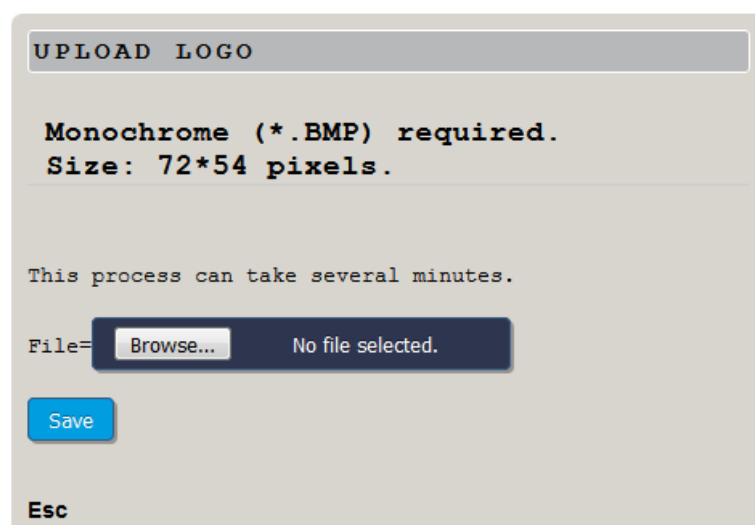 UPLOAD LOGO
Monochrome (*.BMP) required.
Size: 72*54 pixels.
This process can take several minutes.
File= Browse... No file selected.
Save
Esc